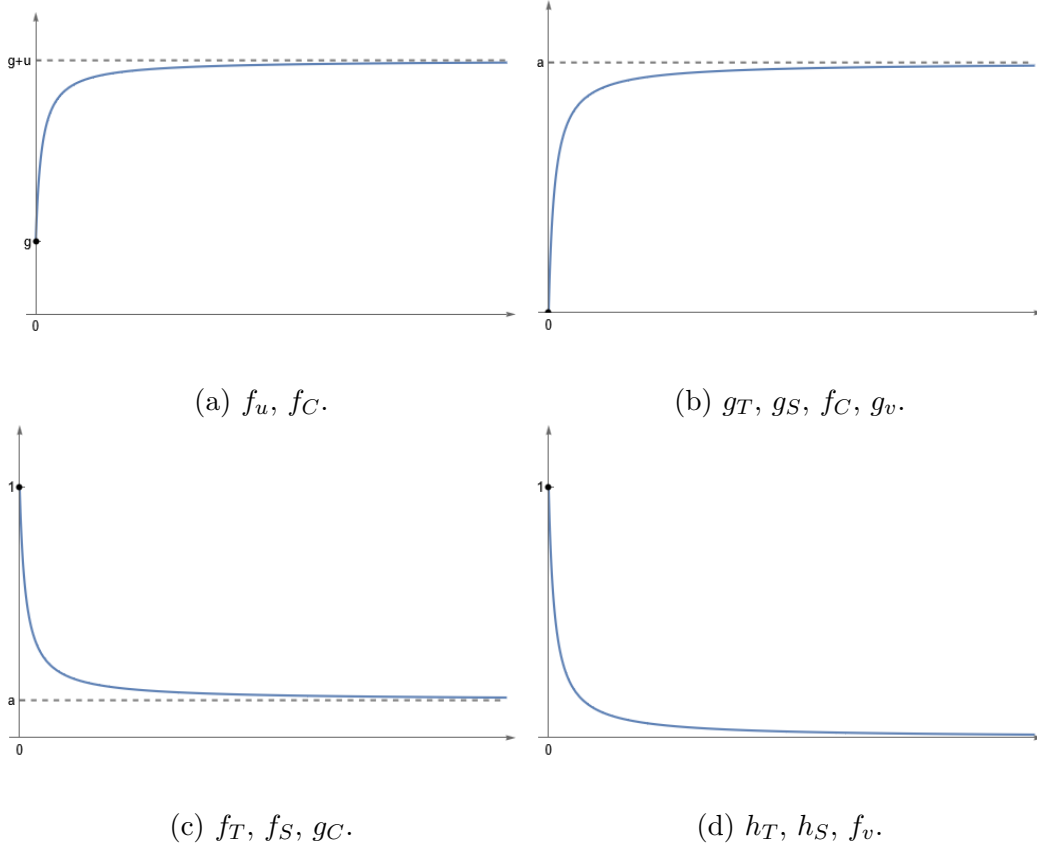 g+u
g
0
(a) f_u, f_C.
a
0
(b) g_T, g_S, f_C, g_v.
1
a
0
(c) f_T, f_S, g_C.
1
0
(d) h_T, h_S, f_v.